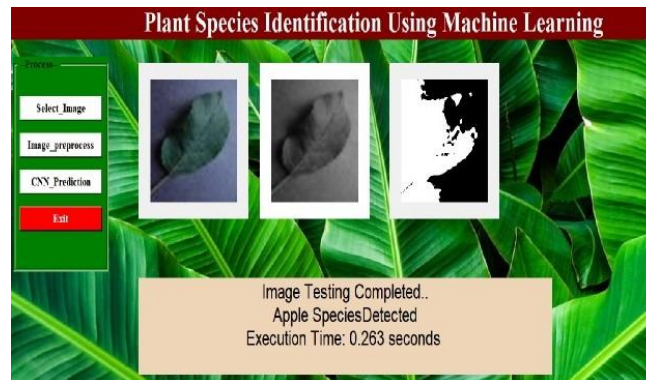 Plant Species Identification Using Machine Learning
Process
Select_Image
Image_preprocess
CNN_Prediction
Exit
Image Testing Completed..
Apple SpeciesDetected
Execution Time: 0.263 seconds